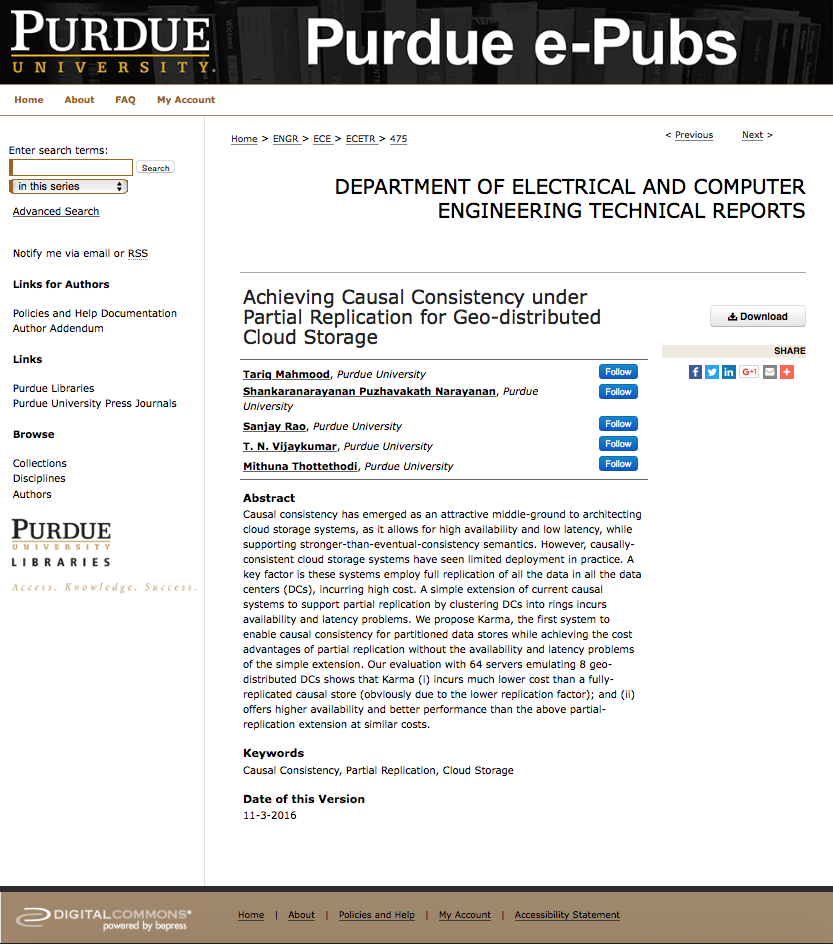 PURDUE
UNIVERSITY.
Purdue e-Pubs
Home About FAQ My Account
Enter search terms:
Search
in this series
Advanced Search
Notify me via email or RSS
Links for Authors
Policies and Help Documentation
Author Addendum
Links
Purdue Libraries
Purdue University Press Journals
Browse
Collections
Disciplines
Authors
PURDUE
UNIVERSITY
LIBRARIES
Access. Knowledge. Success.
Home > ENGR > ECE > ECETR > 475
< Previous Next >
DEPARTMENT OF ELECTRICAL AND COMPUTER
ENGINEERING TECHNICAL REPORTS
Achieving Causal Consistency under
Partial Replication for Geo-distributed
Cloud Storage
Tariq Mahmood, Purdue University
Follow
Shankaranarayanan Puzhavakath Narayanan, Purdue
University
Follow
Sanjay Rao, Purdue University
Follow
T. N. Vijaykumar, Purdue University
Follow
Mithuna Thottethodi, Purdue University
Follow
Abstract
Causal consistency has emerged as an attractive middle-ground to architecting
cloud storage systems, as it allows for high availability and low latency, while
supporting stronger-than-eventual-consistency semantics. However, causally-
consistent cloud storage systems have seen limited deployment in practice. A
key factor is these systems employ full replication of all the data in all the data
centers (DCs), incurring high cost. A simple extension of current causal
systems to support partial replication by clustering DCs into rings incurs
availability and latency problems. We propose Karma, the first system to
enable causal consistency for partitioned data stores while achieving the cost
advantages of partial replication without the availability and latency problems
of the simple extension. Our evaluation with 64 servers emulating 8 geo-
distributed DCs shows that Karma (i) incurs much lower cost than a fully-
replicated causal store (obviously due to the lower replication factor); and (ii)
offers higher availability and better performance than the above partial-
replication extension at similar costs.
Keywords
Causal Consistency, Partial Replication, Cloud Storage
Date of this Version
11-3-2016
Download
SHARE
f in G+1 +
DIGITALCOMMONS
powered by bepress
Home | About | Policies and Help | My Account | Accessibility Statement